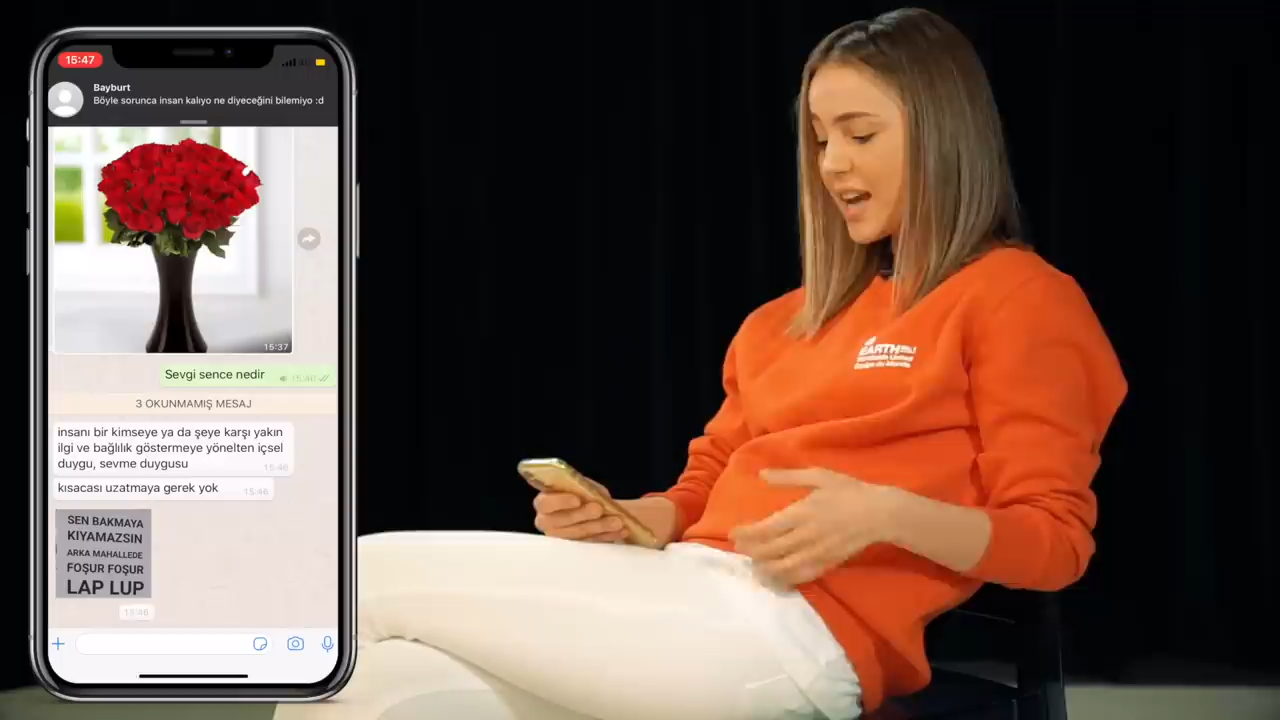 15:47
Bayburt
Böyle sorunca insan kalıyo ne diyeceğini bilemiyo :d
15:37
Sevgi sence nedir
15:46
3 OKUNMAMIŞ MESAJ
insanı bir kimseye ya da şeye karşı yakın
ilgi ve bağlılık göstermeye yönelten içsel
duygu, sevme duygusu
15:46
kısacası uzatmaya gerek yok
15:46
SEN BAKMAYA
KIYAMAZSIN
ARKA MAHALLEDE
FOŞUR FOŞUR
LAP LUP
15:46
EARTH